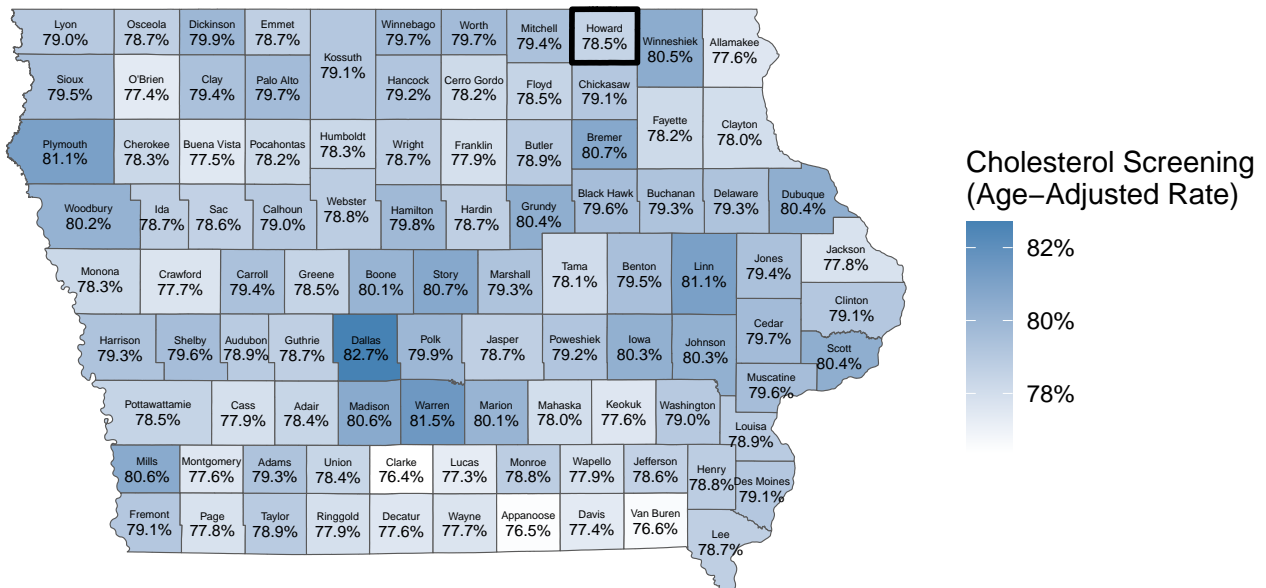 Lyon
79.0%
Osceola
78.7%
Dickinson
79.9%
Emmet
78.7%
Kossuth
79.1%
Winnebago
79.7%
Worth
79.7%
Mitchell
79.4%
Howard
78.5%
Winneshiek
80.5%
Allamakee
77.6%
Sioux
79.5%
O'Brien
77.4%
Clay
79.4%
Palo Alto
79.7%
Hancock
79.2%
Cerro Gordo
78.2%
Floyd
78.5%
Chickasaw
79.1%
Fayette
78.2%
Clayton
78.0%
Plymouth
81.1%
Cherokee
78.3%
Buena Vista
77.5%
Pocahontas
78.2%
Humboldt
78.3%
Wright
78.7%
Franklin
77.9%
Butler
78.9%
Bremer
80.7%
Woodbury
80.2%
Ida
78.7%
Sac
78.6%
Calhoun
79.0%
Webster
78.8%
Hamilton
79.8%
Hardin
78.7%
Grundy
80.4%
Black Hawk
79.6%
Buchanan
79.3%
Delaware
79.3%
Dubuque
80.4%
Monona
78.3%
Crawford
77.7%
Carroll
79.4%
Greene
78.5%
Boone
80.1%
Story
80.7%
Marshall
79.3%
Tama
78.1%
Benton
79.5%
Linn
81.1%
Jones
79.4%
Jackson
77.8%
Clinton
79.1%
Harrison
79.3%
Shelby
79.6%
Audubon
78.9%
Guthrie
78.7%
Dallas
82.7%
Polk
79.9%
Jasper
78.7%
Poweshiek
79.2%
Iowa
80.3%
Johnson
80.3%
Cedar
79.7%
Scott
80.4%
Muscatine
79.6%
Pottawattamie
78.5%
Cass
77.9%
Adair
78.4%
Madison
80.6%
Warren
81.5%
Marion
80.1%
Mahaska
78.0%
Keokuk
77.6%
Washington
79.0%
Louisa
78.9%
Mills
80.6%
Montgomery
77.6%
Adams
79.3%
Union
78.4%
Clarke
76.4%
Lucas
77.3%
Monroe
78.8%
Wapello
77.9%
Jefferson
78.6%
Henry
78.8%
Des Moines
79.1%
Fremont
79.1%
Page
77.8%
Taylor
78.9%
Ringgold
77.9%
Decatur
77.6%
Wayne
77.7%
Appanoose
76.5%
Davis
77.4%
Van Buren
76.6%
Lee
78.7%
Cholesterol Screening
(Age−Adjusted Rate)
82%
80%
78%